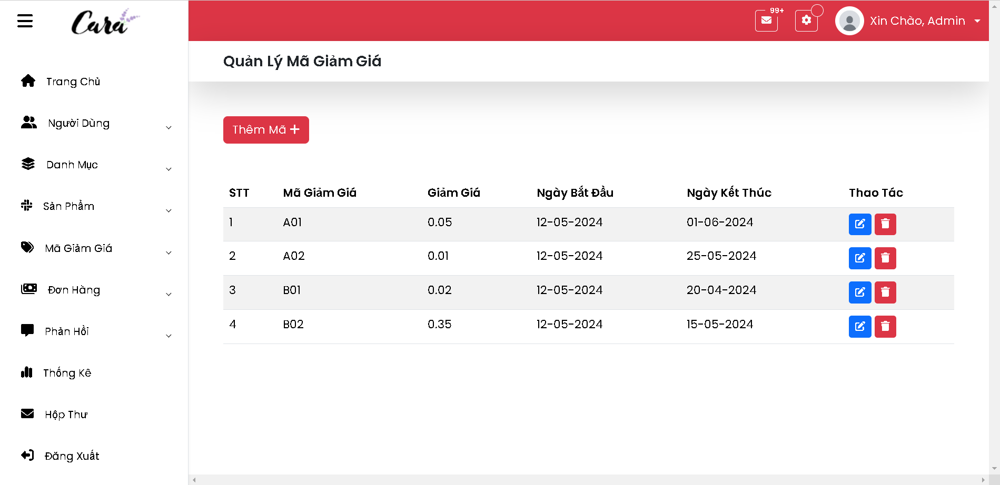 Cara
99+
Xin Chào, Admin
Quản Lý Mã Giảm Giá
Trang Chủ
Người Dùng
Danh Mục
Sản Phẩm
Mã Giảm Giá
Đơn Hàng
Phản Hồi
Thống Kê
Hộp Thư
Đăng Xuất
Thêm Mã
STT Mã Giảm Giá Giảm Giá Ngày Bắt Đầu Ngày Kết Thúc Thao Tác
1 A01 0.05 12-05-2024 01-06-2024
2 A02 0.01 12-05-2024 25-05-2024
3 B01 0.02 12-05-2024 20-04-2024
4 B02 0.35 12-05-2024 15-05-2024